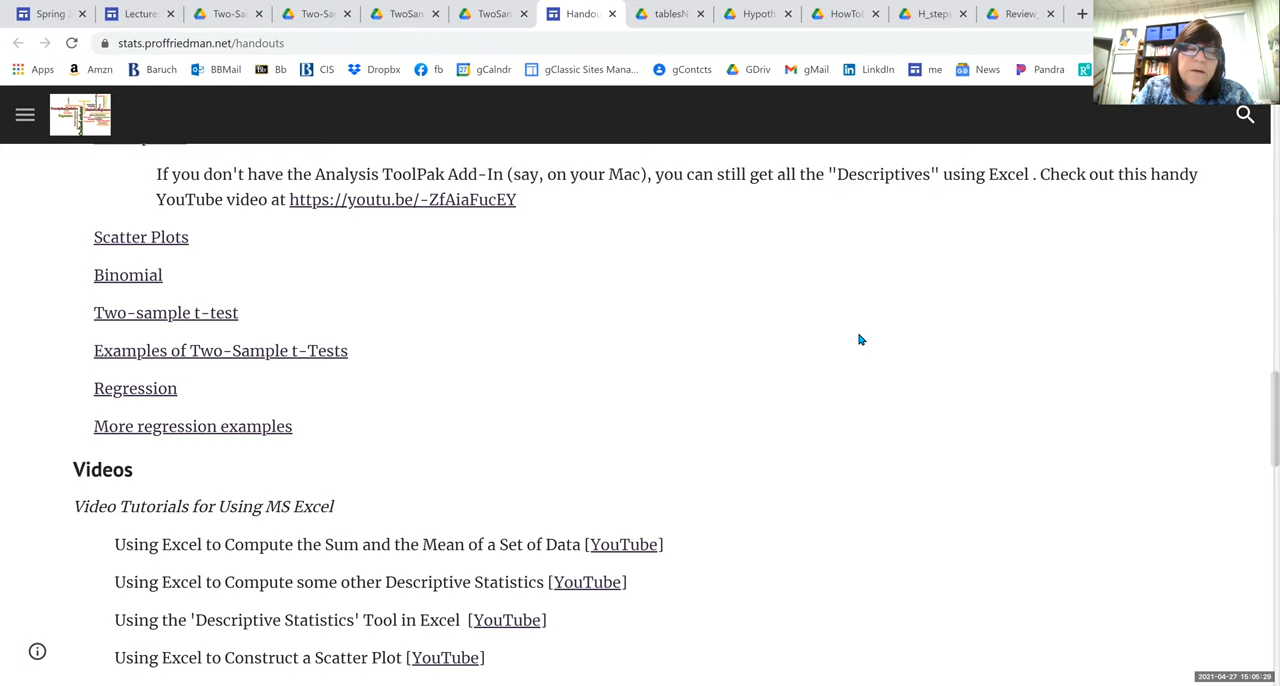 Spring
Lecture:
Two-Sa
Two-Sa
TwoSan
TwoSan
Handou
tablesN
Hypoth
HowTo
H_steps
Review_
stats.proffriedman.net/handouts
Apps
Amzn
Baruch
BBMail
Bb
CIS
Dropbx
fb
gCalndr
gClassic Sites Mana...
gContcts
GDriv
gMail
LinkdIn
me
News
Pandra
If you don't have the Analysis ToolPak Add-In (say, on your Mac), you can still get all the "Descriptives" using Excel . Check out this handy
YouTube video at https://youtu.be/-ZfAiaFucEY
Scatter Plots
Binomial
Two-sample t-test
Examples of Two-Sample t-Tests
Regression
More regression examples
Videos
Video Tutorials for Using MS Excel
Using Excel to Compute the Sum and the Mean of a Set of Data [YouTube]
Using Excel to Compute some other Descriptive Statistics [YouTube]
Using the 'Descriptive Statistics' Tool in Excel [YouTube]
Using Excel to Construct a Scatter Plot [YouTube]
2021-04-27 15:05:29